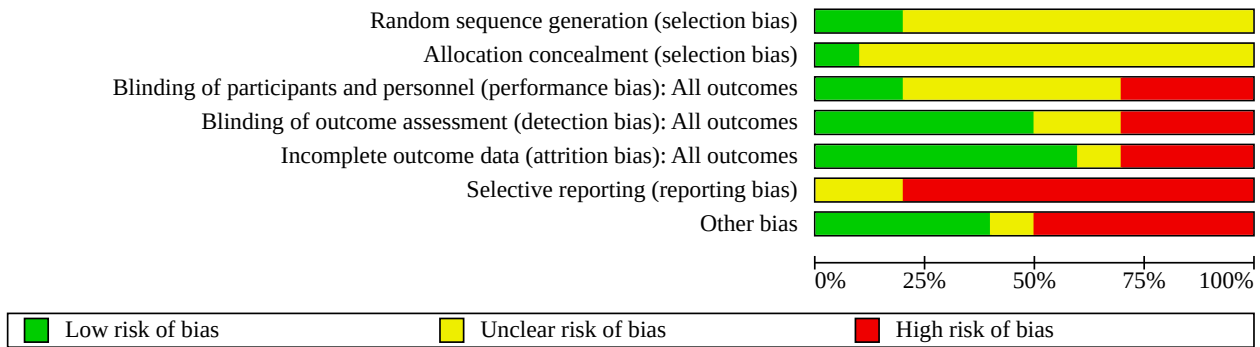 Random sequence generation (selection bias)
Allocation concealment (selection bias)
Blinding of participants and personnel (performance bias): All outcomes
Blinding of outcome assessment (detection bias): All outcomes
Incomplete outcome data (attrition bias): All outcomes
Selective reporting (reporting bias)
Other bias
0% 25% 50% 75% 100%
Low risk of bias Unclear risk of bias High risk of bias